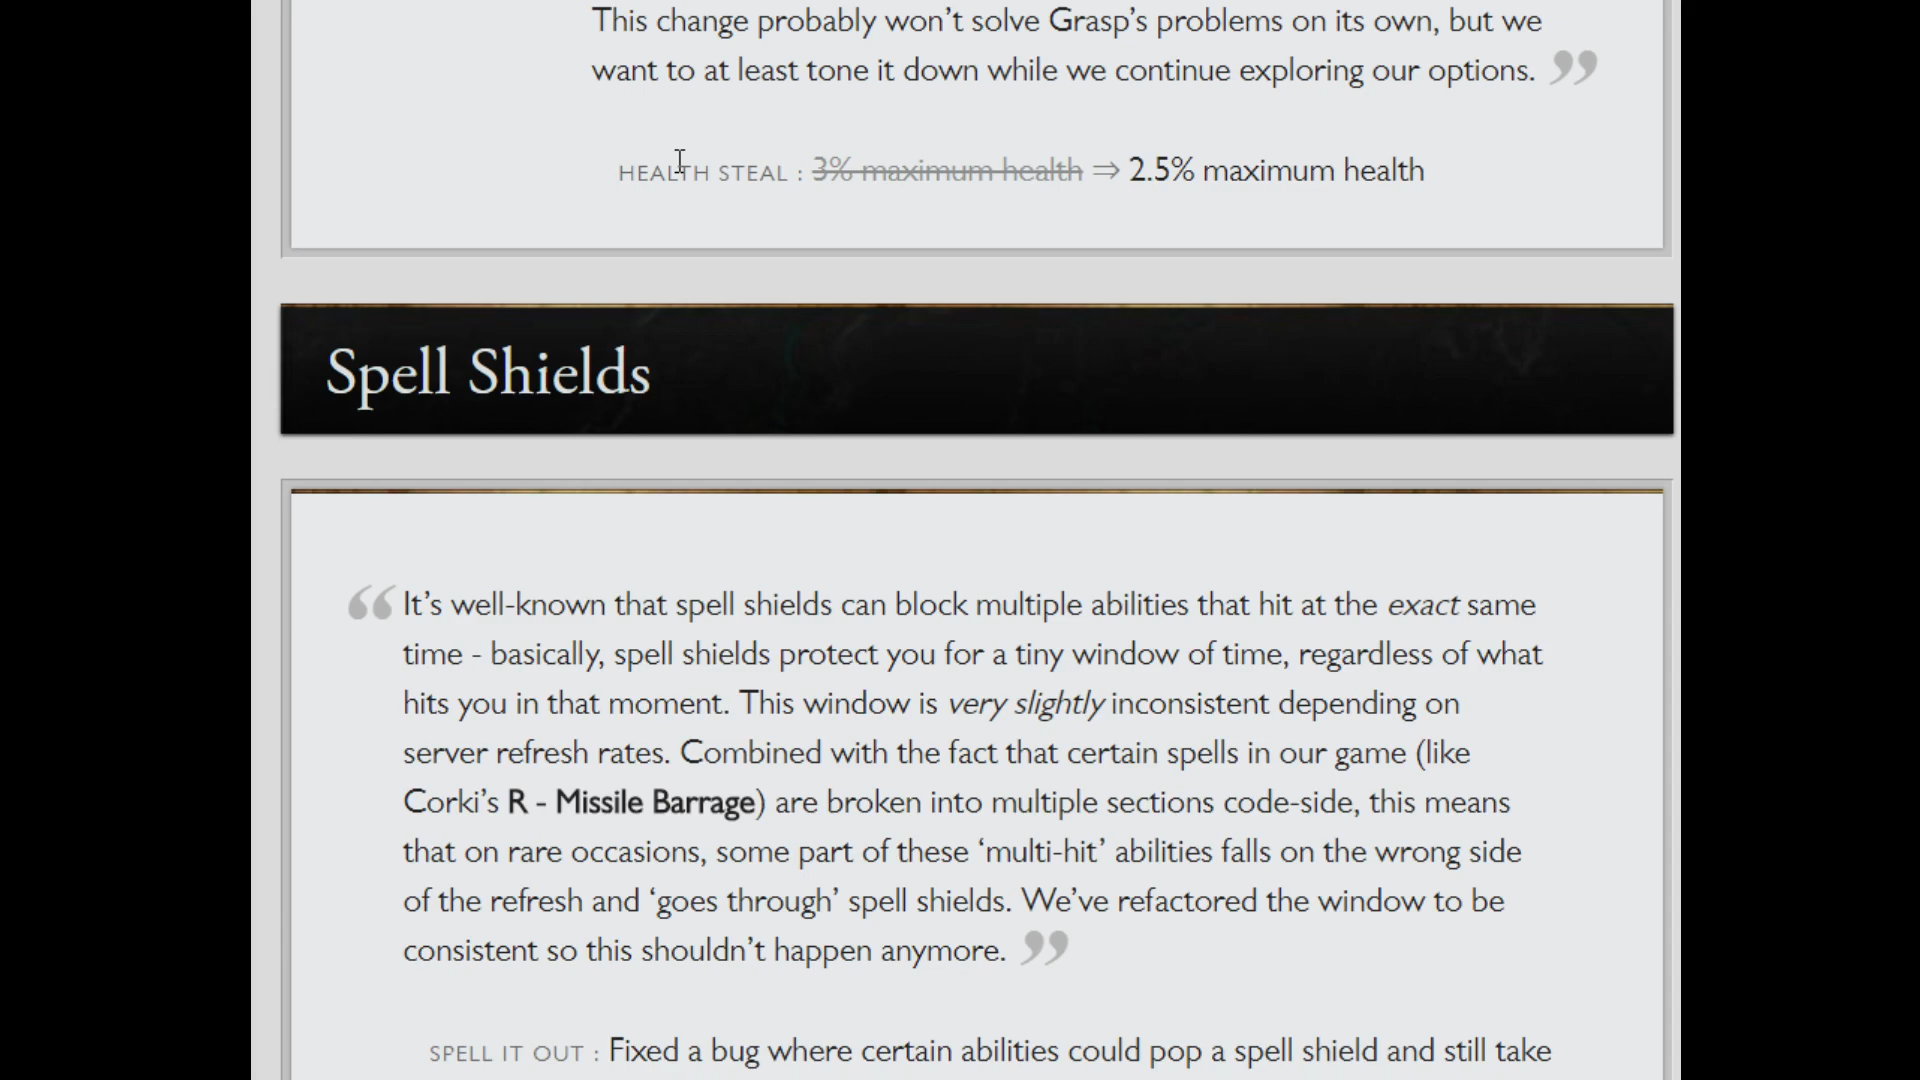 This change probably won’t solve Grasp’s problems on its own, but we
want to at least tone it down while we continue exploring our options. ”
HEALTH STEAL : 3% maximum health ⇒ 2.5% maximum health
Spell Shields
“ It’s well-known that spell shields can block multiple abilities that hit at the exact same
time - basically, spell shields protect you for a tiny window of time, regardless of what
hits you in that moment. This window is very slightly inconsistent depending on
server refresh rates. Combined with the fact that certain spells in our game (like
Corki’s R - Missile Barrage) are broken into multiple sections code-side, this means
that on rare occasions, some part of these ‘multi-hit’ abilities falls on the wrong side
of the refresh and ‘goes through’ spell shields. We’ve refactored the window to be
consistent so this shouldn’t happen anymore. ”
SPELL IT OUT : Fixed a bug where certain abilities could pop a spell shield and still take